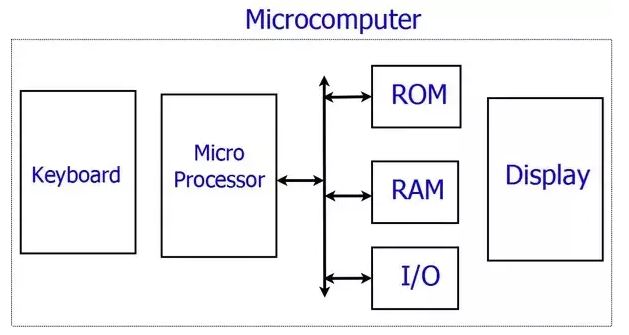 Microcomputer
Keyboard
Micro
Processor
ROM
RAM
I/O
Display